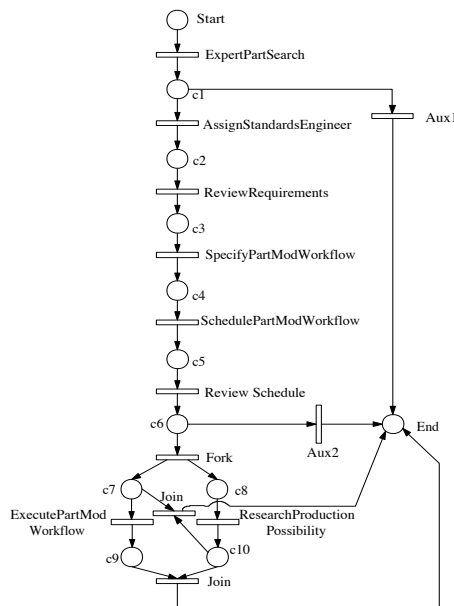 Start
ExpertPartSearch
c1
Aux1
AssignStandardsEngineer
c2
ReviewRequirements
c3
SpecifyPartModWorkflow
c4
SchedulePartModWorkflow
c5
Review Schedule
c6
End
Aux2
Fork
c7
c8
Join
ExecutePartMod
Workflow
ResearchProduction
Possibility
c9
c10
Join